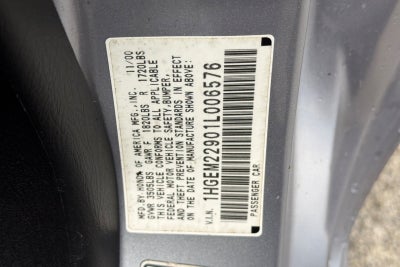 MFD. BY HONDA OF AMERICA MFG., INC. 11/00
GVWR 3505LBS GAWR F 1820LBS R 1720LBS
THIS VEHICLE CONFORMS TO ALL APPLICABLE
FEDERAL MOTOR VEHICLE SAFETY, BUMPER,
AND THEFT PREVENTION STANDARDS IN EFFECT
ON THE DATE OF MANUFACTURE SHOWN ABOVE.
V.I.N. 1HGEN22901L006576
PASSENGER CAR